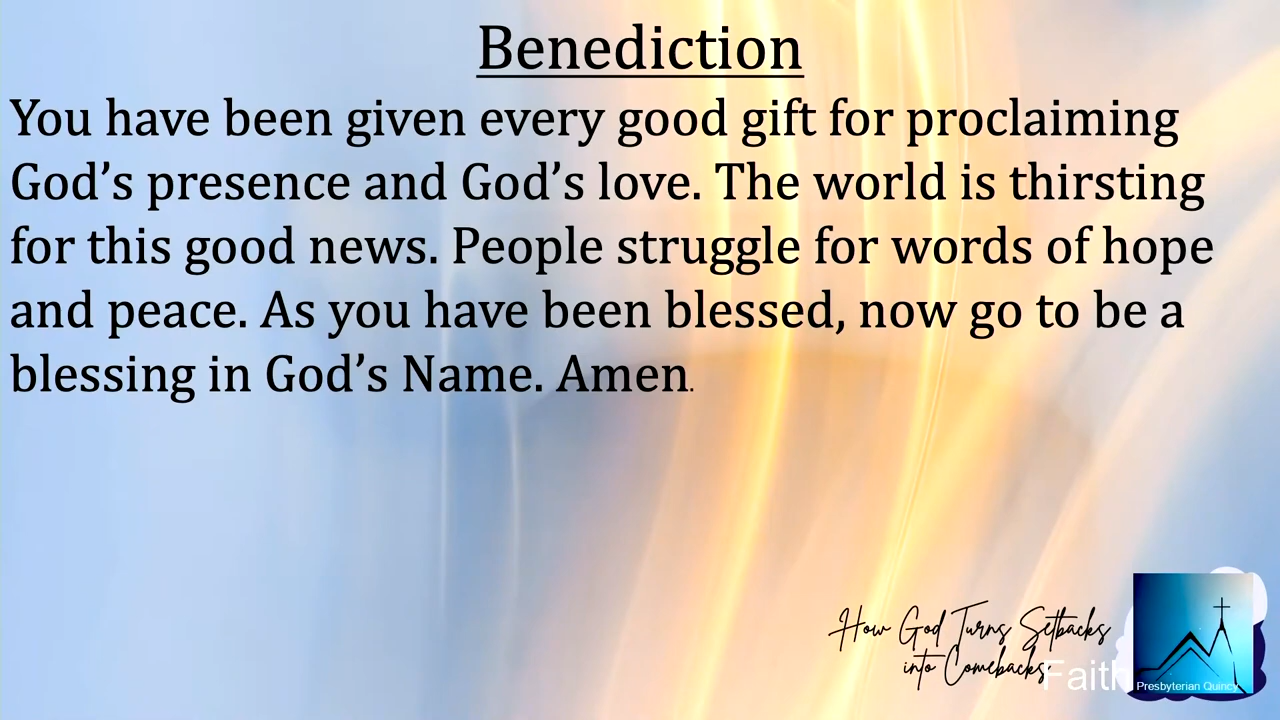 Benediction
You have been given every good gift for proclaiming
God’s presence and God’s love. The world is thirsting
for this good news. People struggle for words of hope
and peace. As you have been blessed, now go to be a
blessing in God’s Name. Amen.
How God Turns Setbacks
into Comebacks
Faith
Presbyterian Quincy